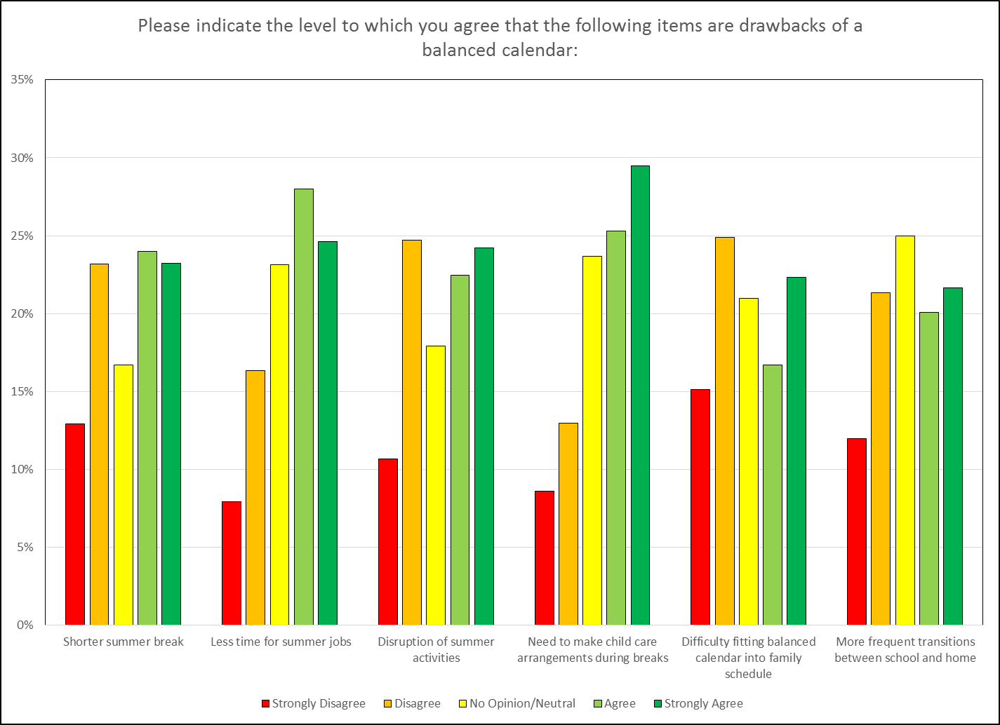 Please indicate the level to which you agree that the following items are drawbacks of a
balanced calendar:
35%
30%
25%
20%
15%
10%
5%
0%
Shorter summer break
Less time for summer jobs
Disruption of summer
activities
Need to make child care
arrangements during breaks
Difficulty fitting balanced
calendar into family
schedule
More frequent transitions
between school and home
Strongly Disagree
Disagree
No Opinion/Neutral
Agree
Strongly Agree